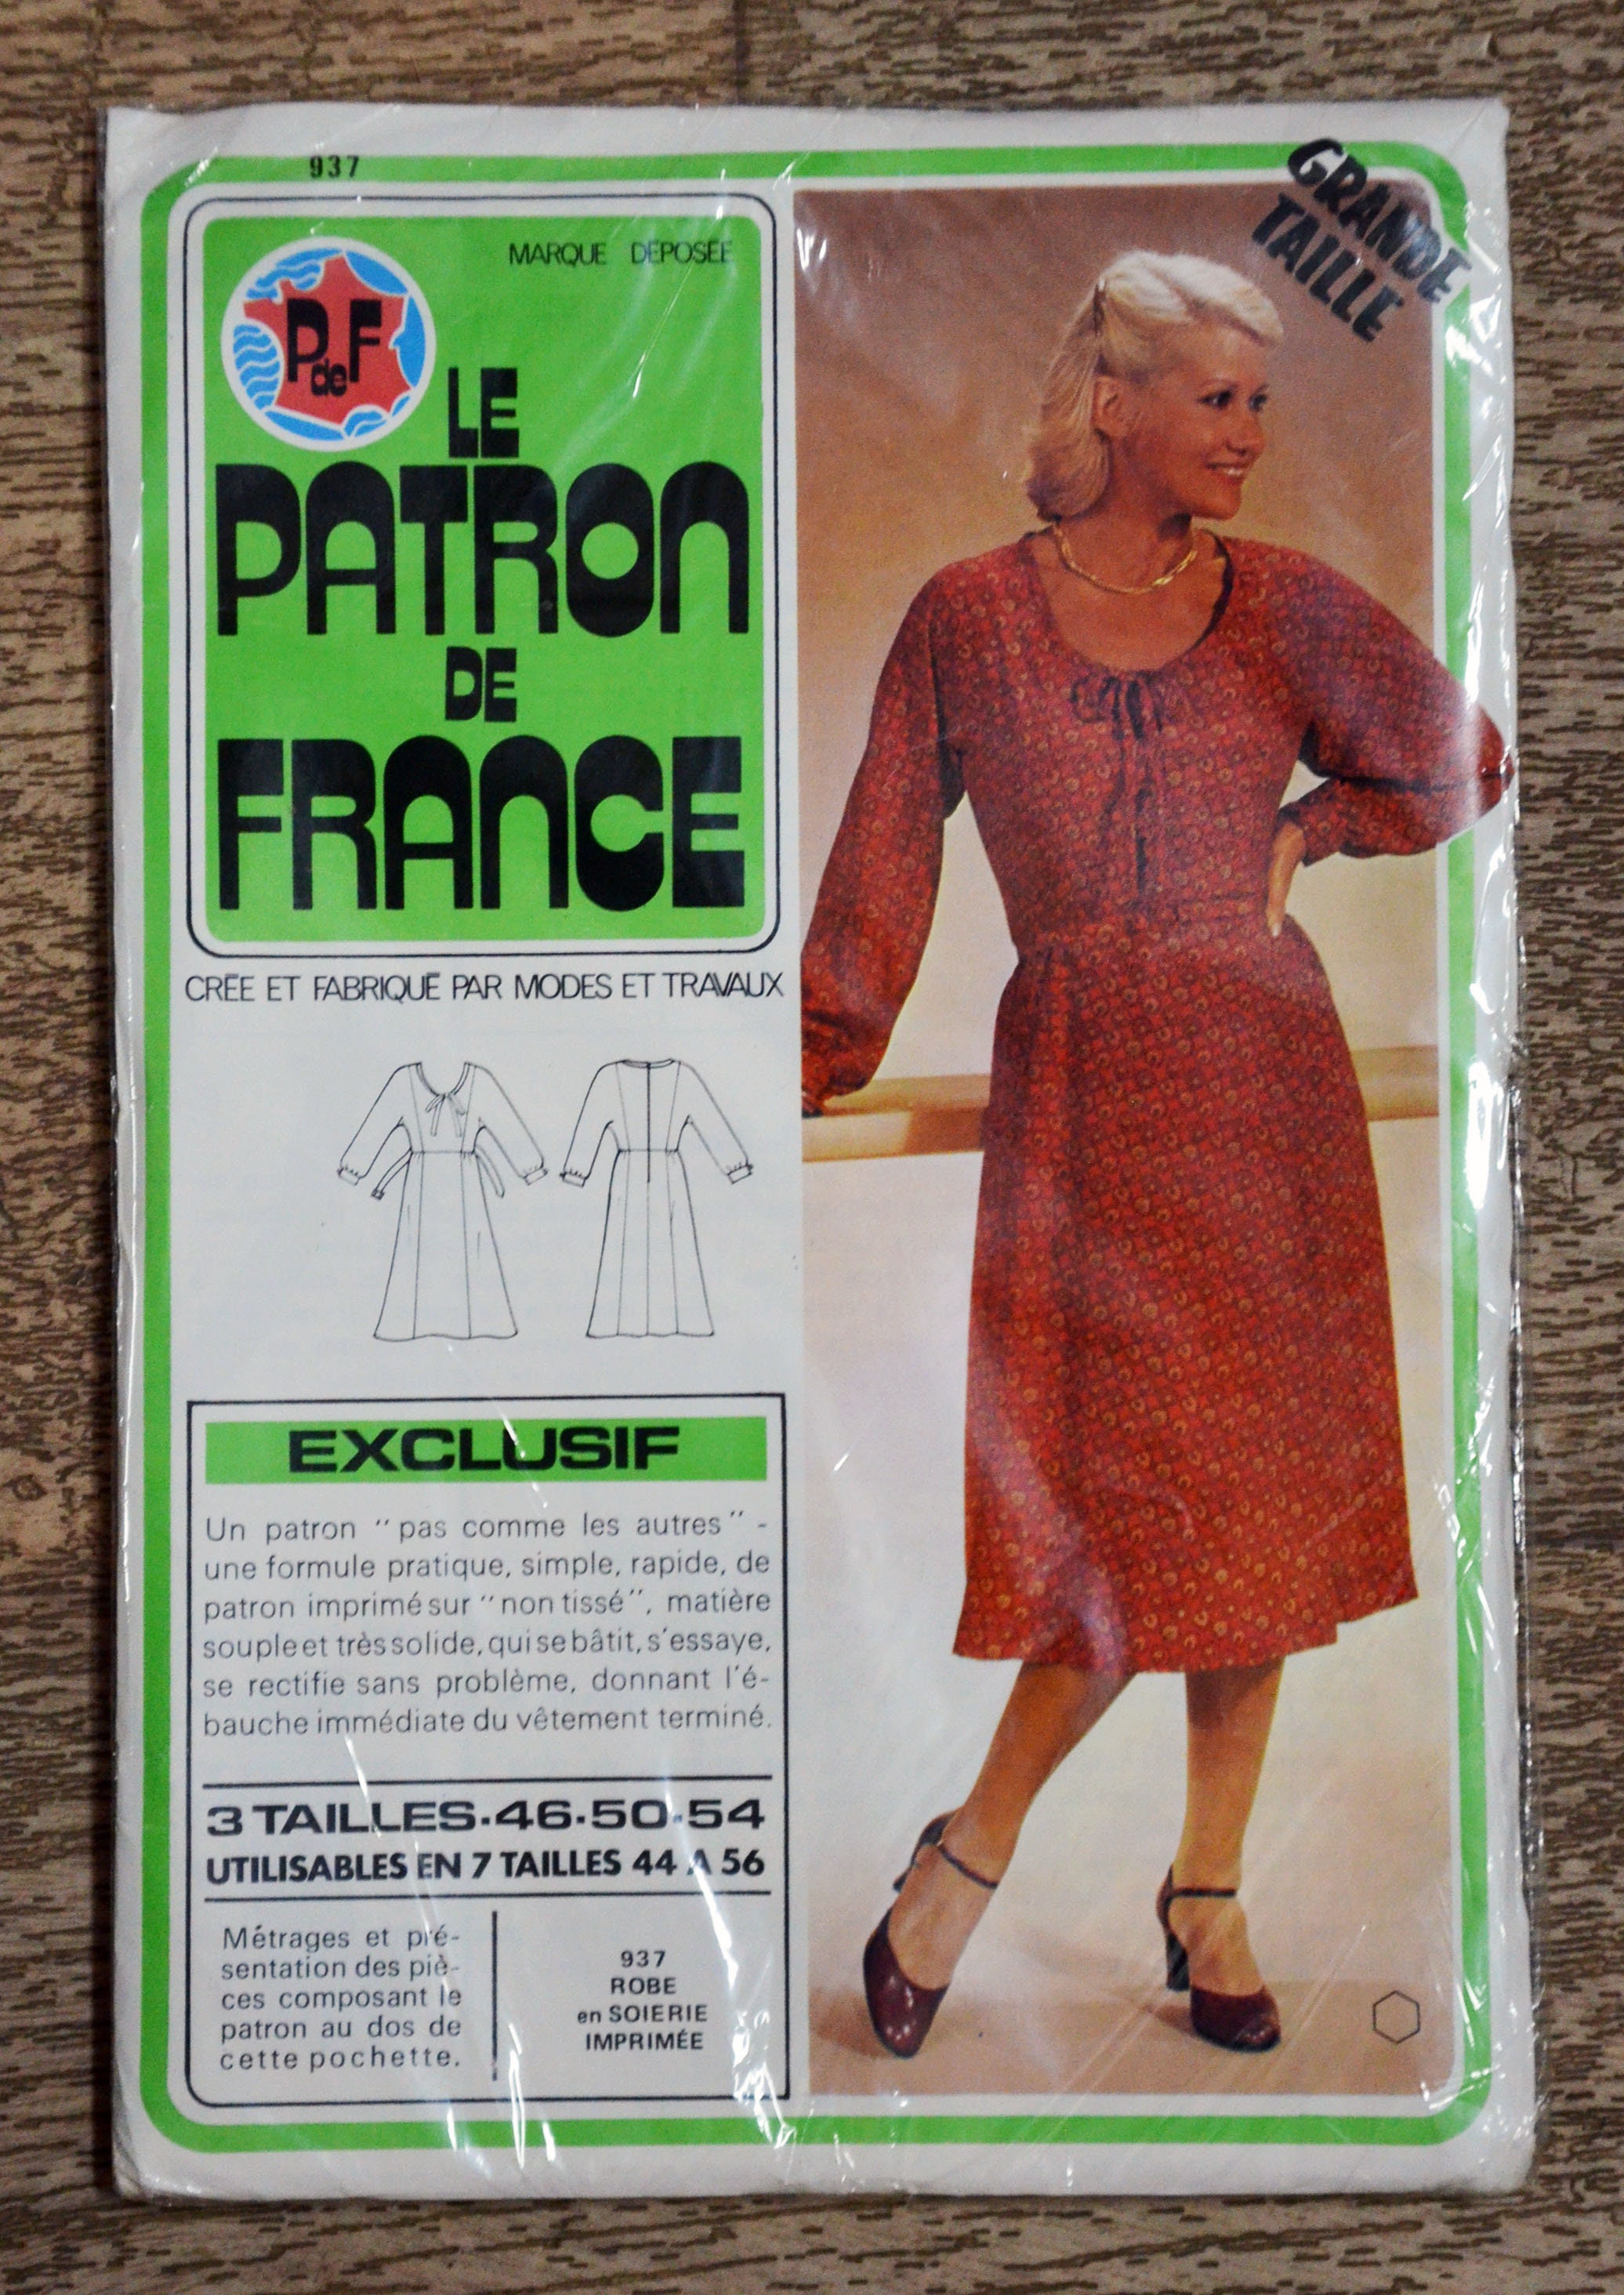 937
GRANDE
TAILLE
MARQUE DÉPOSÉE
P de F
LE
PATRON
DE
FRANCE
CRÉE ET FABRIQUÉ PAR MODES ET TRAVAUX
EXCLUSIF
Un patron "pas comme les autres" -
une formule pratique, simple, rapide, de
patron imprimé sur "non tissé", matière
souple et très solide, qui se bâtit, s'essaye,
se rectifie sans problème, donnant l'é-
bauche immédiate du vêtement terminé.
3 TAILLES·46·50·54
UTILISABLES EN 7 TAILLES 44 A 56
Métrages et pré-
sentation des piè-
ces composant le
patron au dos de
cette pochette.
937
ROBE
en SOIERIE
IMPRIMÉE